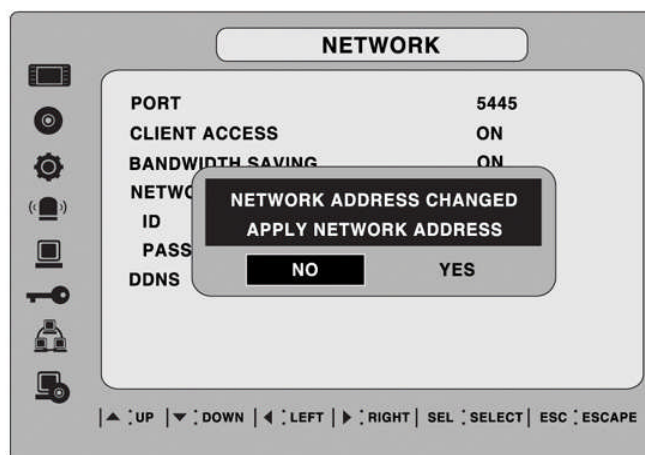 NETWORK
PORT 5445
CLIENT ACCESS ON
BANDWIDTH SAVING ON
NETWORK ADDRESS CHANGED
APPLY NETWORK ADDRESS
ID
DDNS
NO YES
UP DOWN LEFT RIGHT SEL : SELECT ESC : ESCAPE